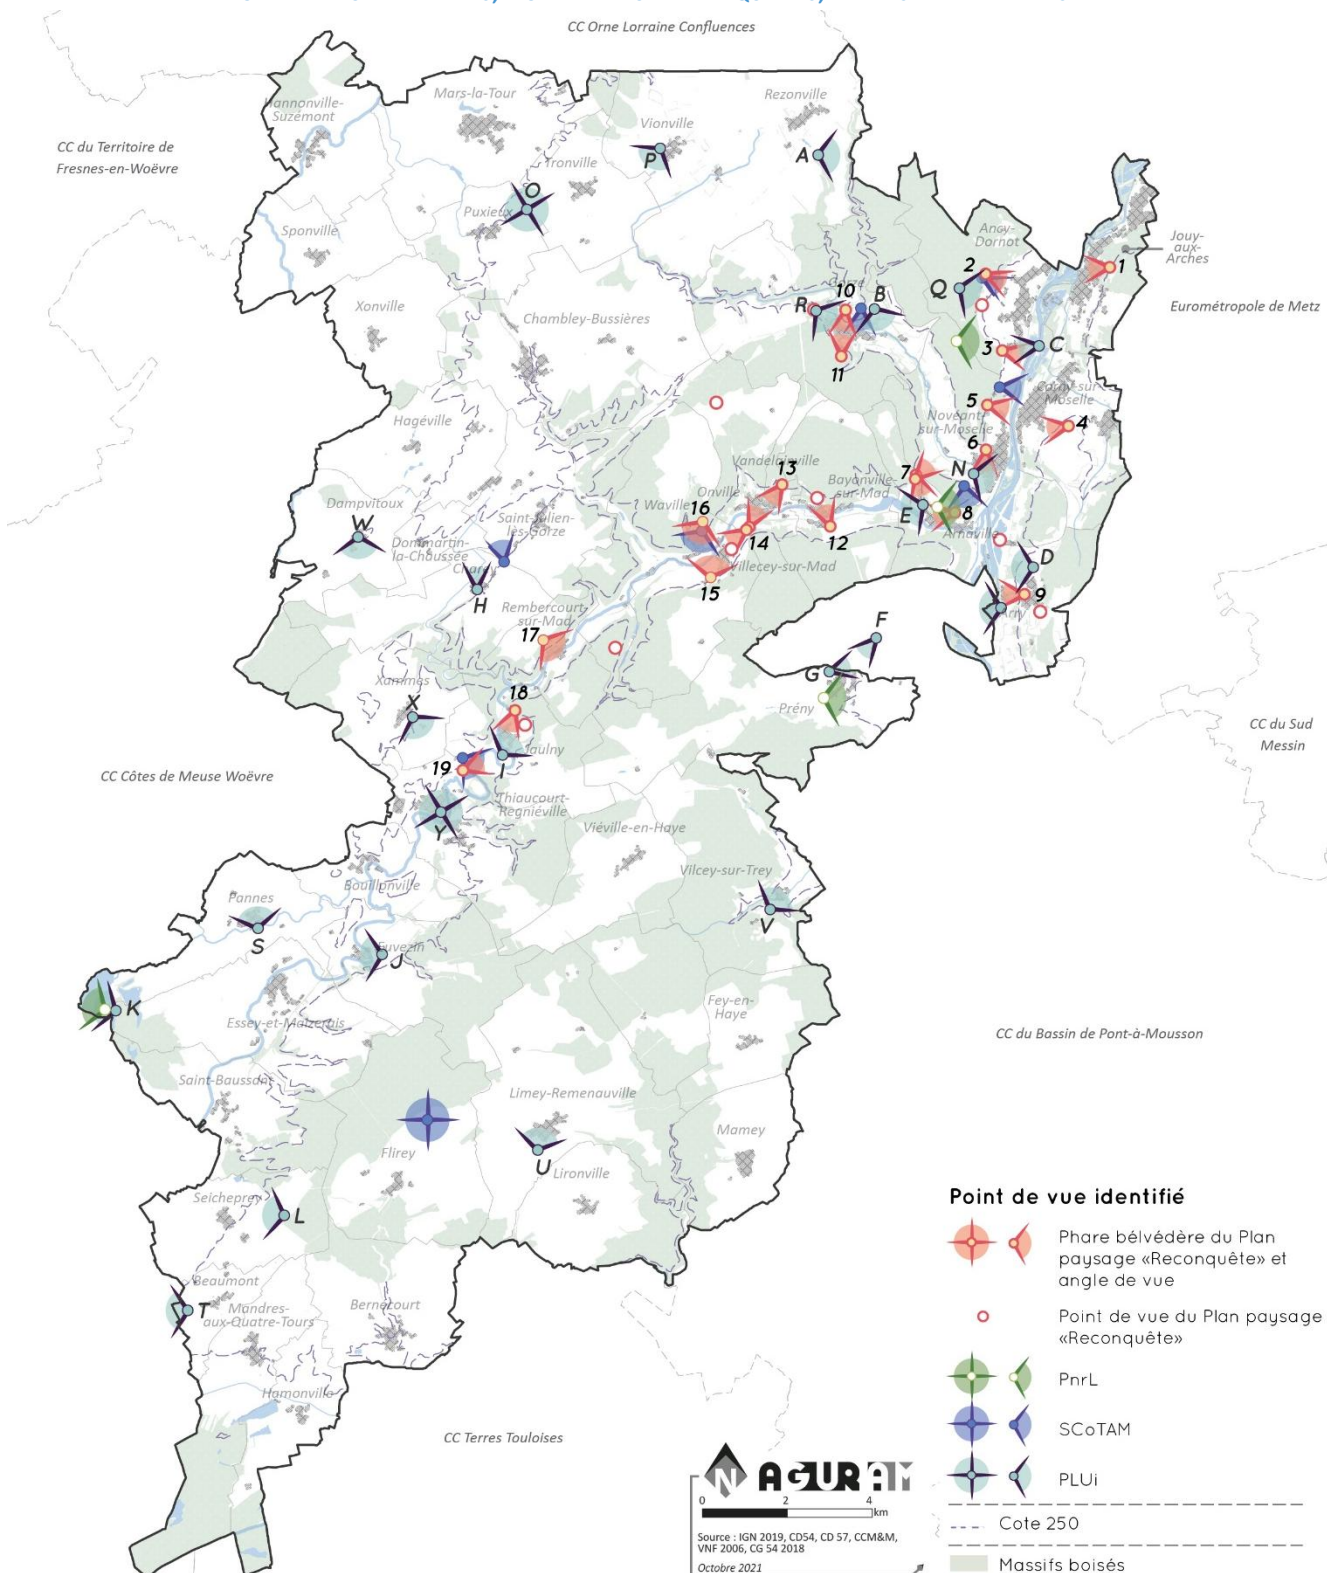 CC Orne Lorraine Confluences
Hannonville-
Suzémont
Mars-la-Tour
Rezonville
Vionville
CC du Territoire de
Fresnes-en-Woëvre
P
A
Tronville
O
Puxieux
Sponville
Ancy-
Dornot
Jouy-
aux-
Arches
1
2
Q
Xonville
Eurométropole de Metz
10
R
B
Chambley-Bussières
3
C
11
Corny-sur-
Moselle
5
Novéant-
sur-Moselle
4
Hagéville
6
Vandelainville
13
7
N
Bayonville-
sur-Mad
Onville
Dampvitoux
Waville
16
Saint-Julien-
lès-Gorze
W
E
8
Arnaville
Dommartin-
la-Chaussée
14
12
Charey
Villecey-sur-Mad
D
15
H
9
Arry
Rembercourt-
sur-Mad
F
17
G
Xammes
Prény
18
X
CC du Sud
Messin
Jaulny
I
CC Côtes de Meuse Woëvre
19
Thiaucourt-
Regniéville
Y
Viéville-en-Haye
Bouillonville
Vilcey-sur-Trey
Pannes
V
S
Euvezin
J
K
Fey-en-
Haye
Essey-et-Maizerais
CC du Bassin de Pont-à-Mousson
Saint-Baussant
Limey-Remenauville
Mamey
Flirey
U
Lironville
Seicheprey
L
Beaumont
T
Mandres-
aux-Quatre-Tours
Bernécourt
Hamonville
CC Terres Touloises
Point de vue identifié
Phare bélvédère du Plan
paysage «Reconquête» et
angle de vue
Point de vue du Plan paysage
«Reconquête»
PnrL
SCoTAM
PLUi
Cote 250
Massifs boisés
N AGURAM
0 2 4
km
Source : IGN 2019, CD54, CD 57, CCM&M,
VNF 2006, CG 54 2018
Octobre 2021